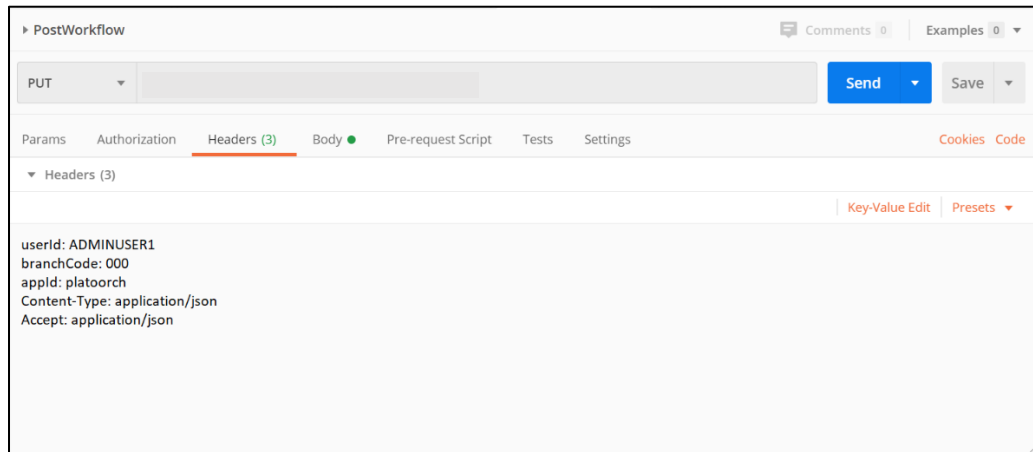 PostWorkflow Comments 0 Examples 0
PUT Send Save
Params Authorization Headers (3) Body Pre-request Script Tests Settings Cookies Code
Headers (3)
Key-Value Edit Presets
userId: ADMINUSER1
branchCode: 000
appId: platoorch
Content-Type: application/json
Accept: application/json